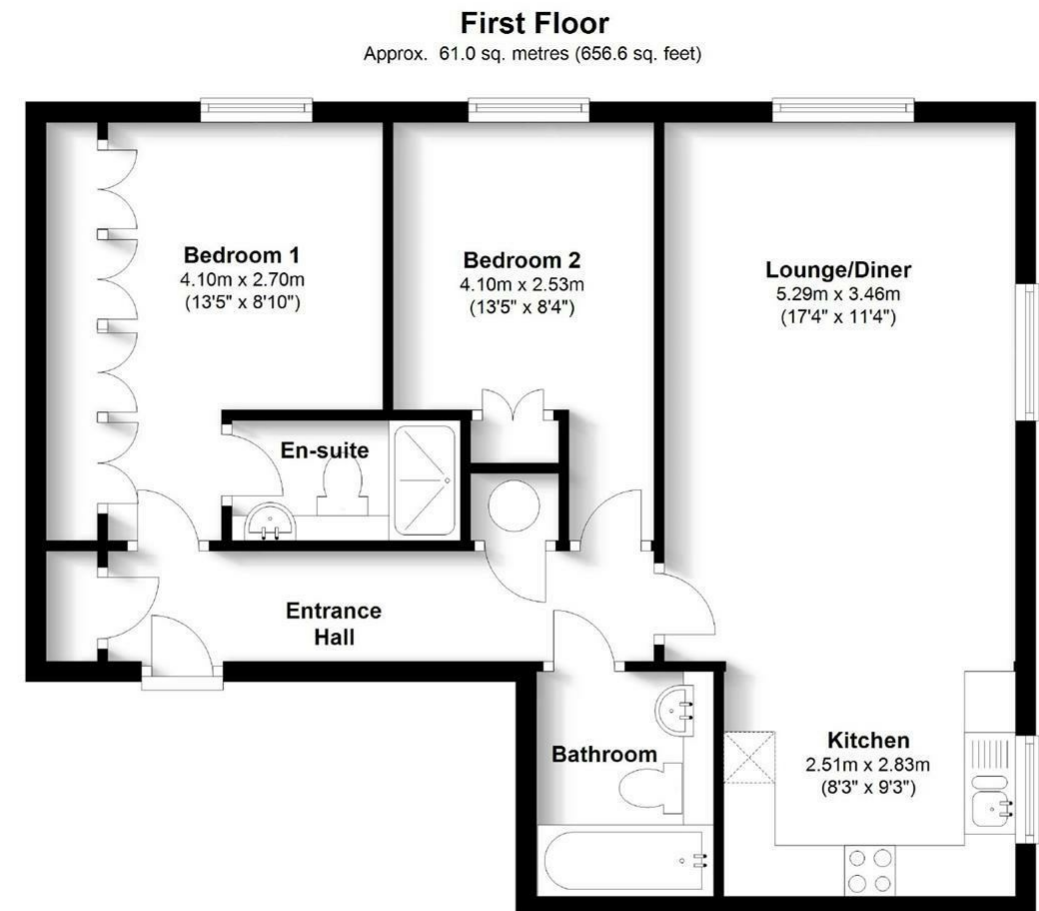 First Floor
Approx. 61.0 sq. metres (656.6 sq. feet)
Bedroom 1
4.10m x 2.70m
(13'5" x 8'10")
Bedroom 2
4.10m x 2.53m
(13'5" x 8'4")
Lounge/Diner
5.29m x 3.46m
(17'4" x 11'4")
En-suite
Entrance
Hall
Bathroom
Kitchen
2.51m x 2.83m
(8'3" x 9'3")